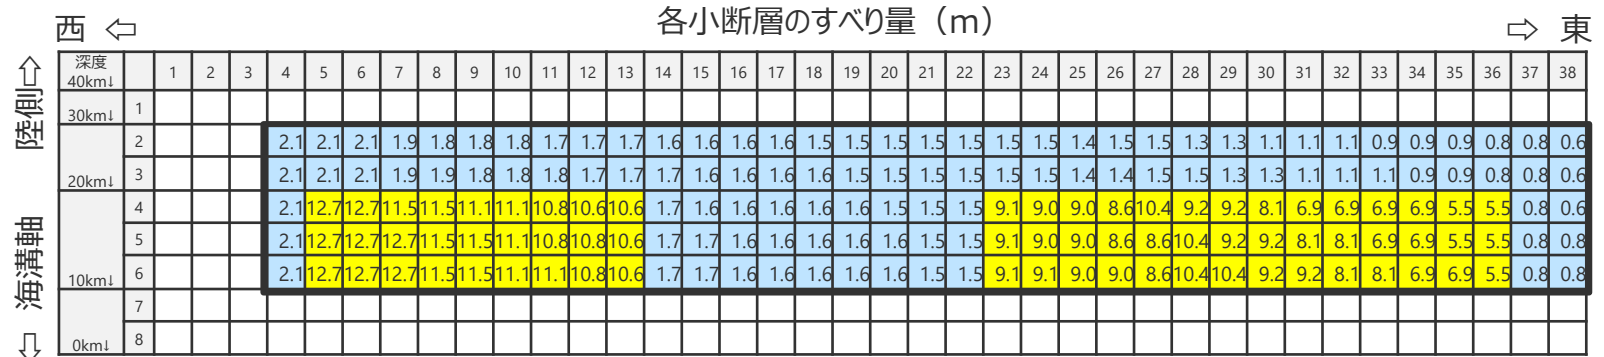 各小断層のすべり量（m）
西 ⇦ ⇨ 東
深度
40km↓ 1 2 3 4 5 6 7 8 9 10 11 12 13 14 15 16 17 18 19 20 21 22 23 24 25 26 27 28 29 30 31 32 33 34 35 36 37 38
30km↓ 1
2 2.1 2.1 2.1 1.9 1.8 1.8 1.8 1.7 1.7 1.7 1.6 1.6 1.6 1.6 1.5 1.5 1.5 1.5 1.5 1.5 1.5 1.4 1.5 1.5 1.3 1.3 1.1 1.1 1.1 0.9 0.9 0.9 0.8 0.8 0.6
20km↓ 3 2.1 2.1 2.1 1.9 1.9 1.8 1.8 1.8 1.7 1.7 1.7 1.6 1.6 1.6 1.6 1.5 1.5 1.5 1.5 1.5 1.5 1.4 1.4 1.5 1.5 1.3 1.3 1.1 1.1 1.1 0.9 0.9 0.8 0.8 0.6
4 2.1 12.7 12.7 11.5 11.5 11.1 11.1 10.8 10.6 10.6 1.7 1.6 1.6 1.6 1.6 1.6 1.5 1.5 1.5 9.1 9.0 9.0 8.6 10.4 9.2 9.2 8.1 6.9 6.9 6.9 6.9 5.5 5.5 0.8 0.6
5 2.1 12.7 12.7 12.7 11.5 11.5 11.1 10.8 10.8 10.6 1.7 1.7 1.6 1.6 1.6 1.6 1.6 1.5 1.5 9.1 9.0 9.0 8.6 8.6 10.4 9.2 9.2 8.1 8.1 6.9 6.9 5.5 5.5 0.8 0.8
10km↓ 6 2.1 12.7 12.7 12.7 11.5 11.5 11.1 11.1 10.8 10.6 1.7 1.7 1.6 1.6 1.6 1.6 1.6 1.5 1.5 9.1 9.1 9.0 9.0 8.6 10.4 10.4 9.2 9.2 8.1 8.1 6.9 6.9 5.5 0.8 0.8
7
0km↓ 8
⇦ 陸側
海溝軸 ⇨